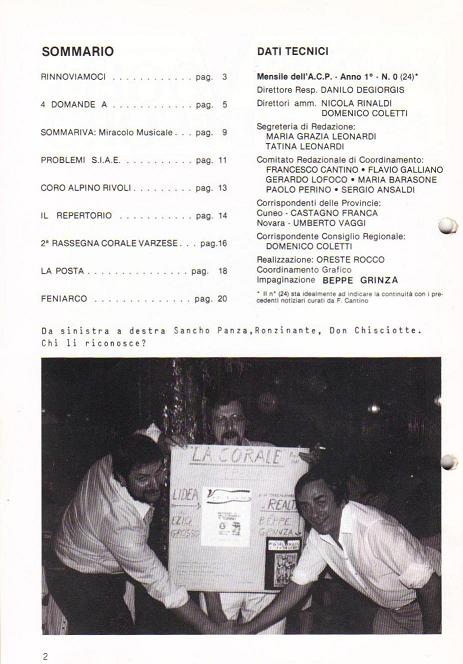 SOMMARIO
RINNOVIAMOCI . . . . . . . . . . . . pag. 3
4 DOMANDE A . . . . . . . . . . . . pag. 5
SOMMARIVA: Miracolo Musicale . . . pag. 9
PROBLEMI S.I.A.E. . . . . . . . . . . pag. 11
CORO ALPINO RIVOLI . . . . . . . . . pag. 13
IL REPERTORIO . . . . . . . . . . . pag. 14
2ª RASSEGNA CORALE VARZESE . . . pag.16
LA POSTA . . . . . . . . . . . . . . . pag. 18
FENIARCO . . . . . . . . . . . . . . pag. 20
DATI TECNICI
Mensile dell'A.C.P. - Anno 1° - N. 0 (24)*
Direttore Resp. DANILO DEGIORGIS
Direttori amm. NICOLA RINALDI
DOMENICO COLETTI
Segreteria di Redazione:
MARIA GRAZIA LEONARDI
TATINA LEONARDI
Comitato Redazionale di Coordinamento:
FRANCESCO CANTINO • FLAVIO GALLIANO
GERARDO LOFOCO • MARIA BARASONE
PAOLO PERINO • SERGIO ANSALDI
Corrispondenti delle Provincie:
Cuneo - CASTAGNO FRANCA
Novara - UMBERTO VAGGI
Corrispondente Consiglio Regionale:
DOMENICO COLETTI
Realizzazione: ORESTE ROCCO
Coordinamento Grafico
Impaginazione BEPPE GRINZA
* Il n° (24) sta idealmente ad indicare la continuità con i pre-
cedenti notiziari curati da F. Cantino
Da sinistra a destra Sancho Panza,Ronzinante, Don Chisciotte.
Chi li riconosce?
LA CORALE
L'IDEA
REALT
EZIO
GROSSO
BEPPE
GRINZA
2